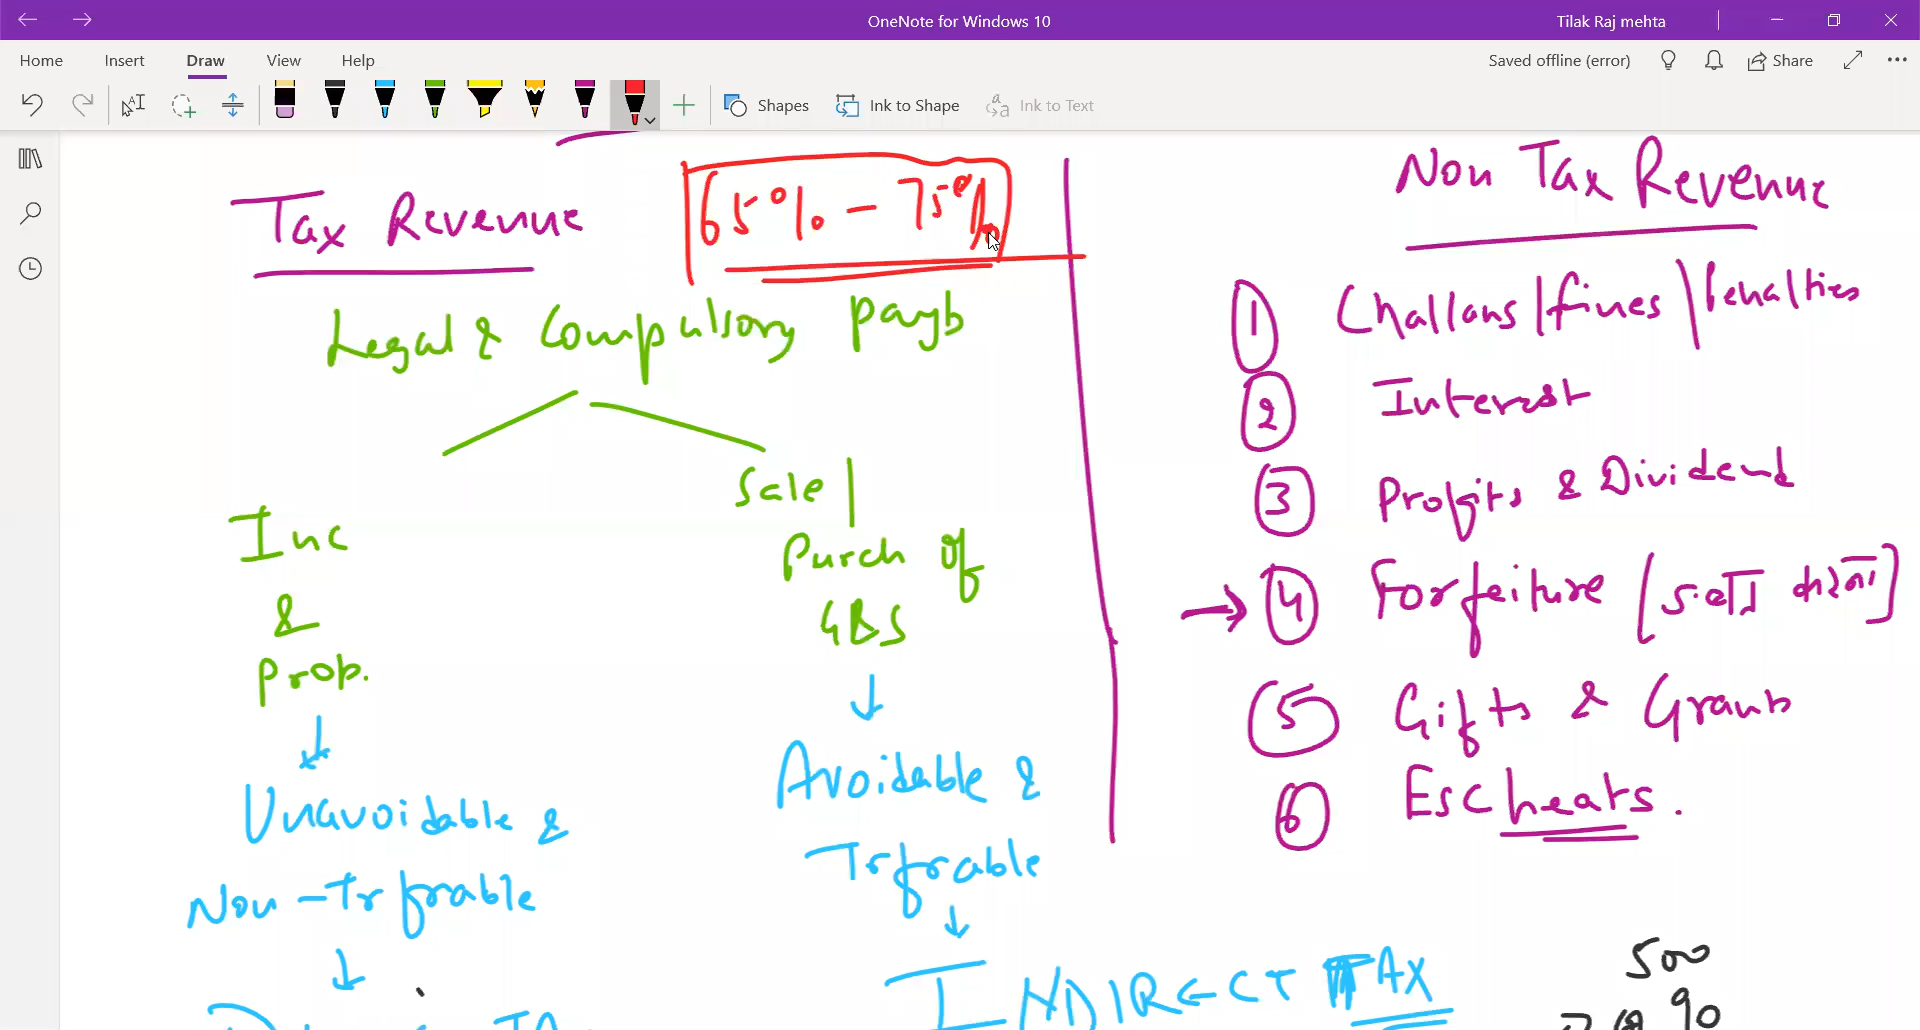 OneNote for Windows 10
Tilak Raj mehta
Home Insert Draw View Help
Saved offline (error) Share
Shapes Ink to Shape Ink to Text
Tax Revenue
65% - 75%
Legal & Compulsory Payb
Inc
&
Prop.
Unavoidable &
Non-Trfrable
Sale |
Purch of
G&S
Avoidable &
Trfrable
INDIRECT TAX
Non Tax Revenue
1 Challans / fines \ Penalties
2 Interest
3 Profits & Dividend
4 Forfeiture
5 Gifts & Grants
6 Escheats.
500
90